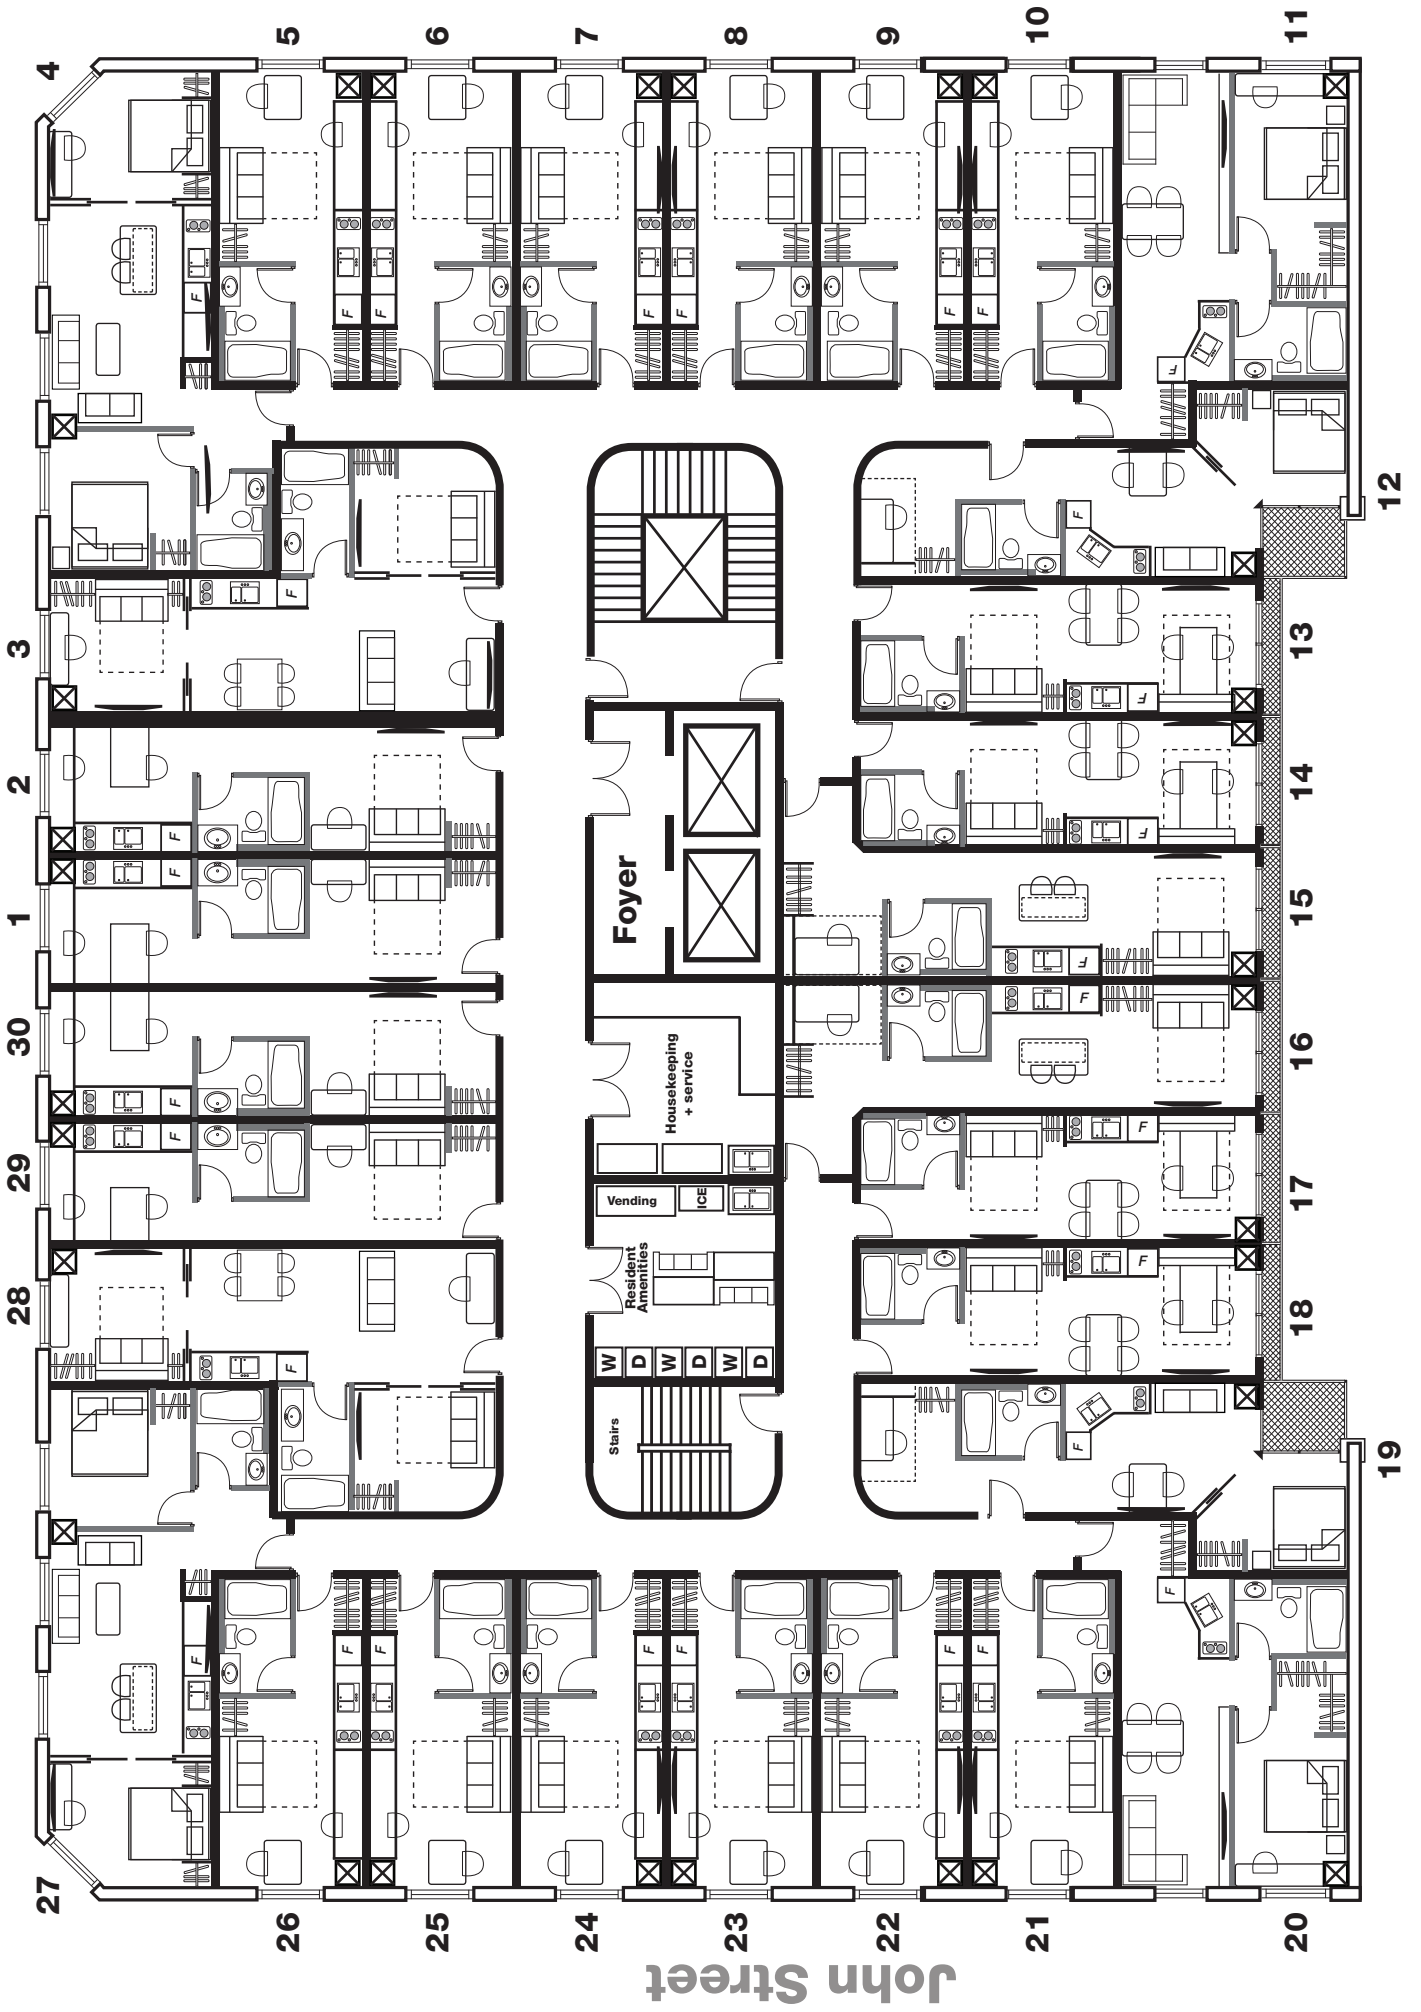 27
28
29
30
1
2
3
4
F
F
F
F
F
F
F
F
26
F
F
5
25
F
F
6
24
Stairs
W
D
W
D
W
D
Resident
Amenities
Vending
ICE
Housekeeping
+ service
Foyer
F
F
7
23
F
F
8
22
F
F
9
21
F
F
10
F
F
F
F
F
F
F
F
F
F
20
19
18
17
16
15
14
13
12
11
John Street